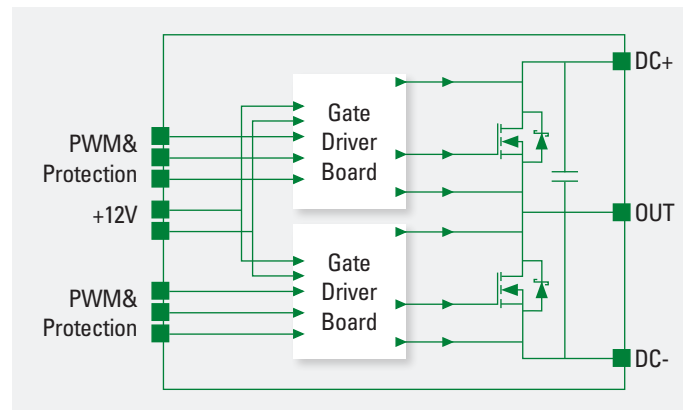 PWM&
Protection
+12V
PWM&
Protection
Gate
Driver
Board
Gate
Driver
Board
DC+
OUT
DC-